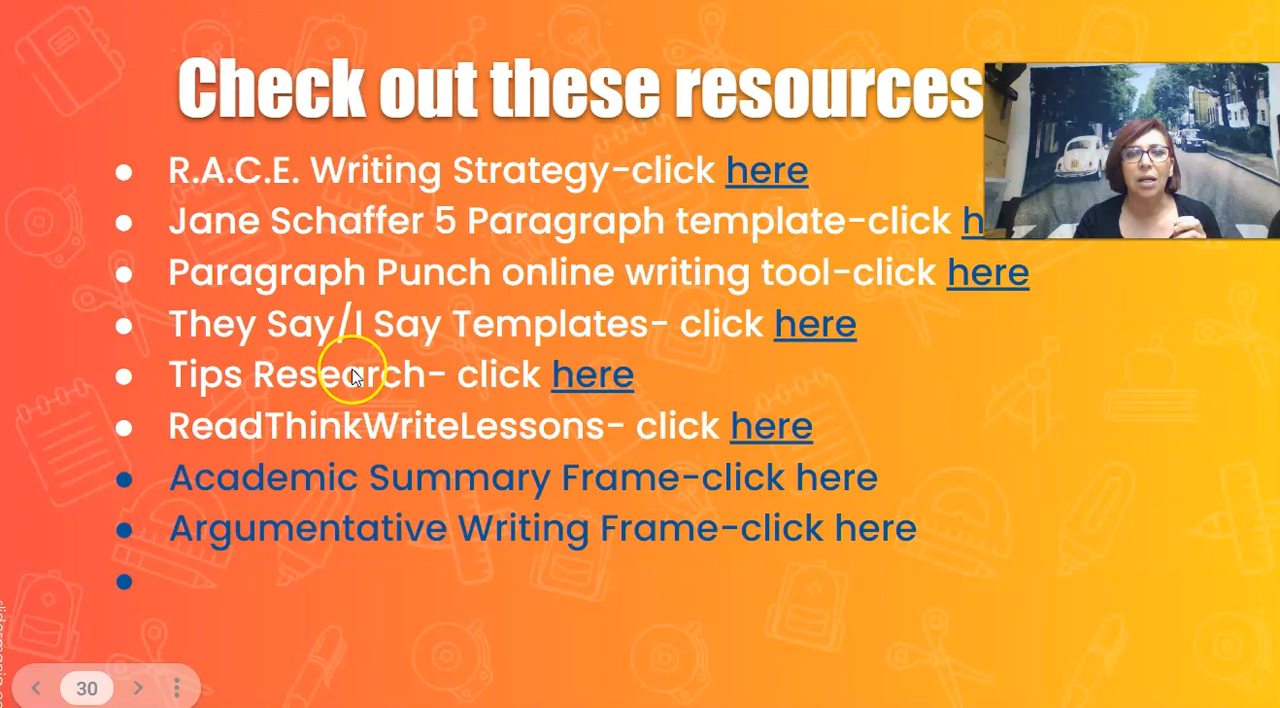 Check out these resources
R.A.C.E. Writing Strategy-click here
Jane Schaffer 5 Paragraph template-click
Paragraph Punch online writing tool-click here
They Say/I Say Templates- click here
Tips Research- click here
ReadThinkWriteLessons- click here
Academic Summary Frame-click here
Argumentative Writing Frame-click here
30